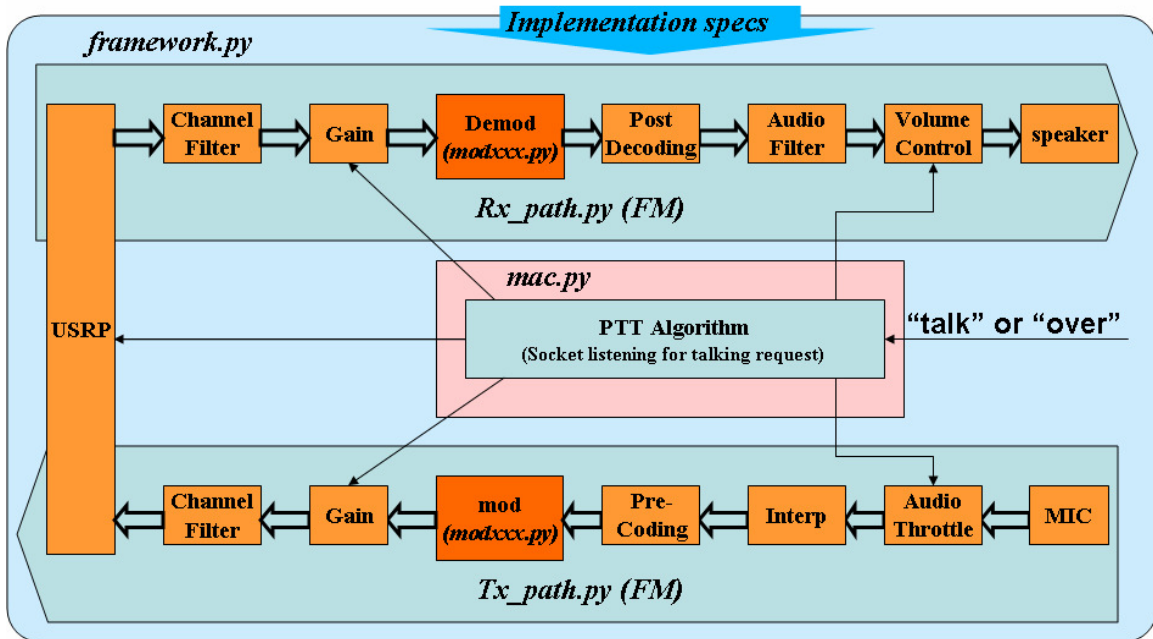 Implementation specs
framework.py
USRP
Channel
Filter
Gain
Demod
(modxxx.py)
Post
Decoding
Audio
Filter
Volume
Control
speaker
Rx_path.py (FM)
mac.py
PTT Algorithm
(Socket listening for talking request)
“talk” or “over”
Channel
Filter
Gain
mod
(modxxx.py)
Pre-
Coding
Interp
Audio
Throttle
MIC
Tx_path.py (FM)